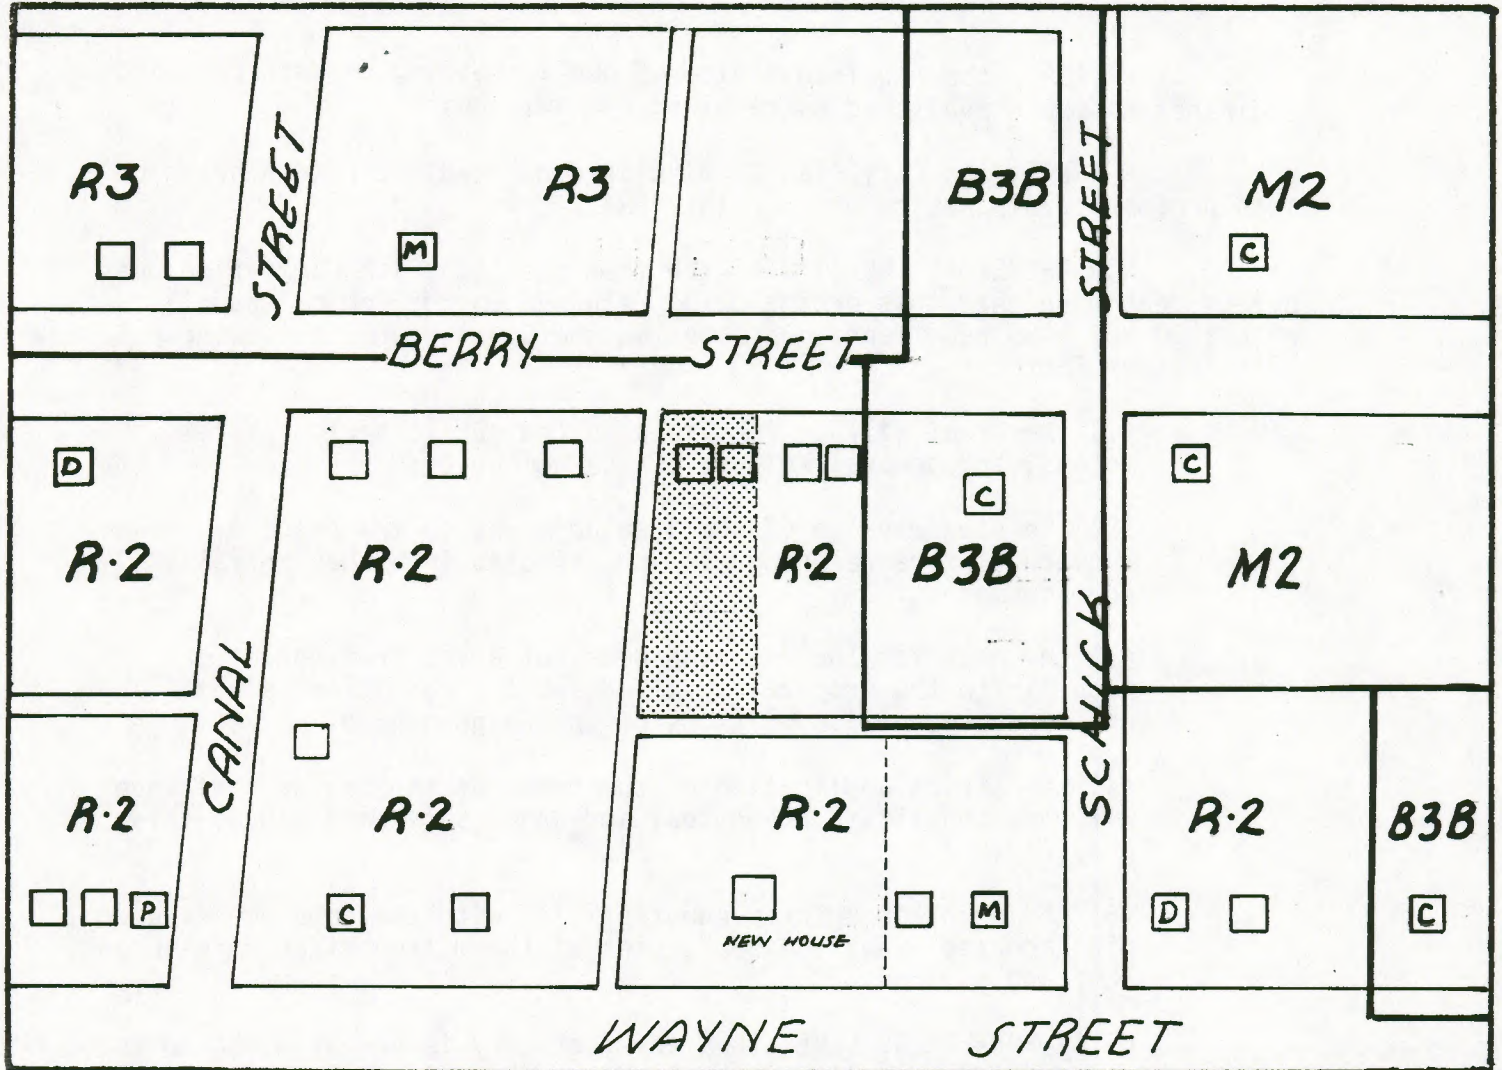 R3
STREET
R3
B3B
STREET
M2
M
C
BERRY STREET
D
C
C
R·2
R·2
R·2
B3B
M2
CANAL
SCHICK
R·2
R·2
R·2
R·2
B3B
P
C
M
D
C
NEW HOUSE
WAYNE STREET